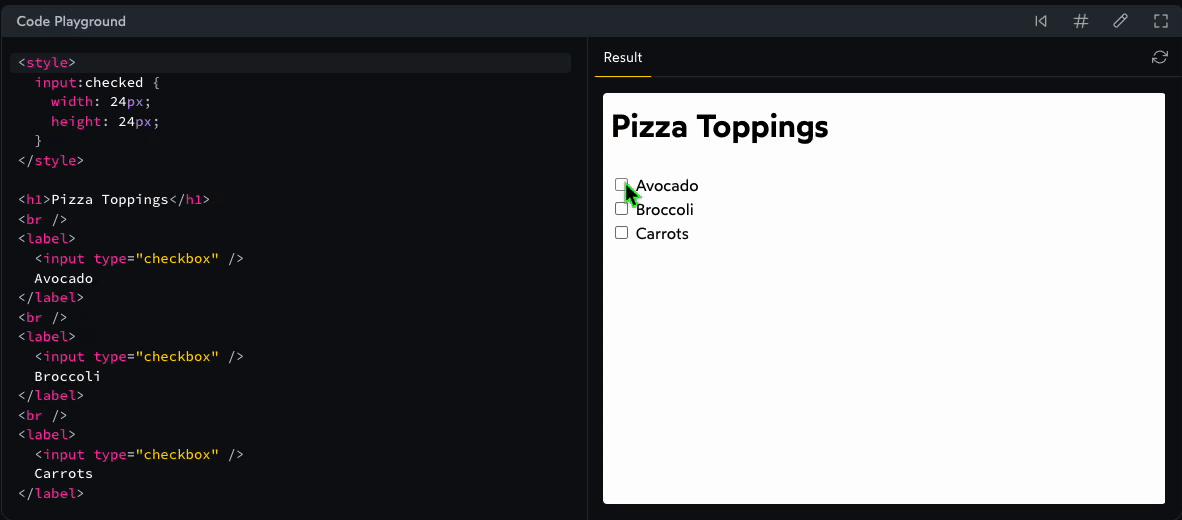 Code Playground
<style>
  input:checked {
    width: 24px;
    height: 24px;
  }
</style>

<h1>Pizza Toppings</h1>
<br />
<label>
  <input type="checkbox" />
  Avocado
</label>
<br />
<label>
  <input type="checkbox" />
  Broccoli
</label>
<br />
<label>
  <input type="checkbox" />
  Carrots
</label>
Result
Pizza Toppings
Avocado
Broccoli
Carrots